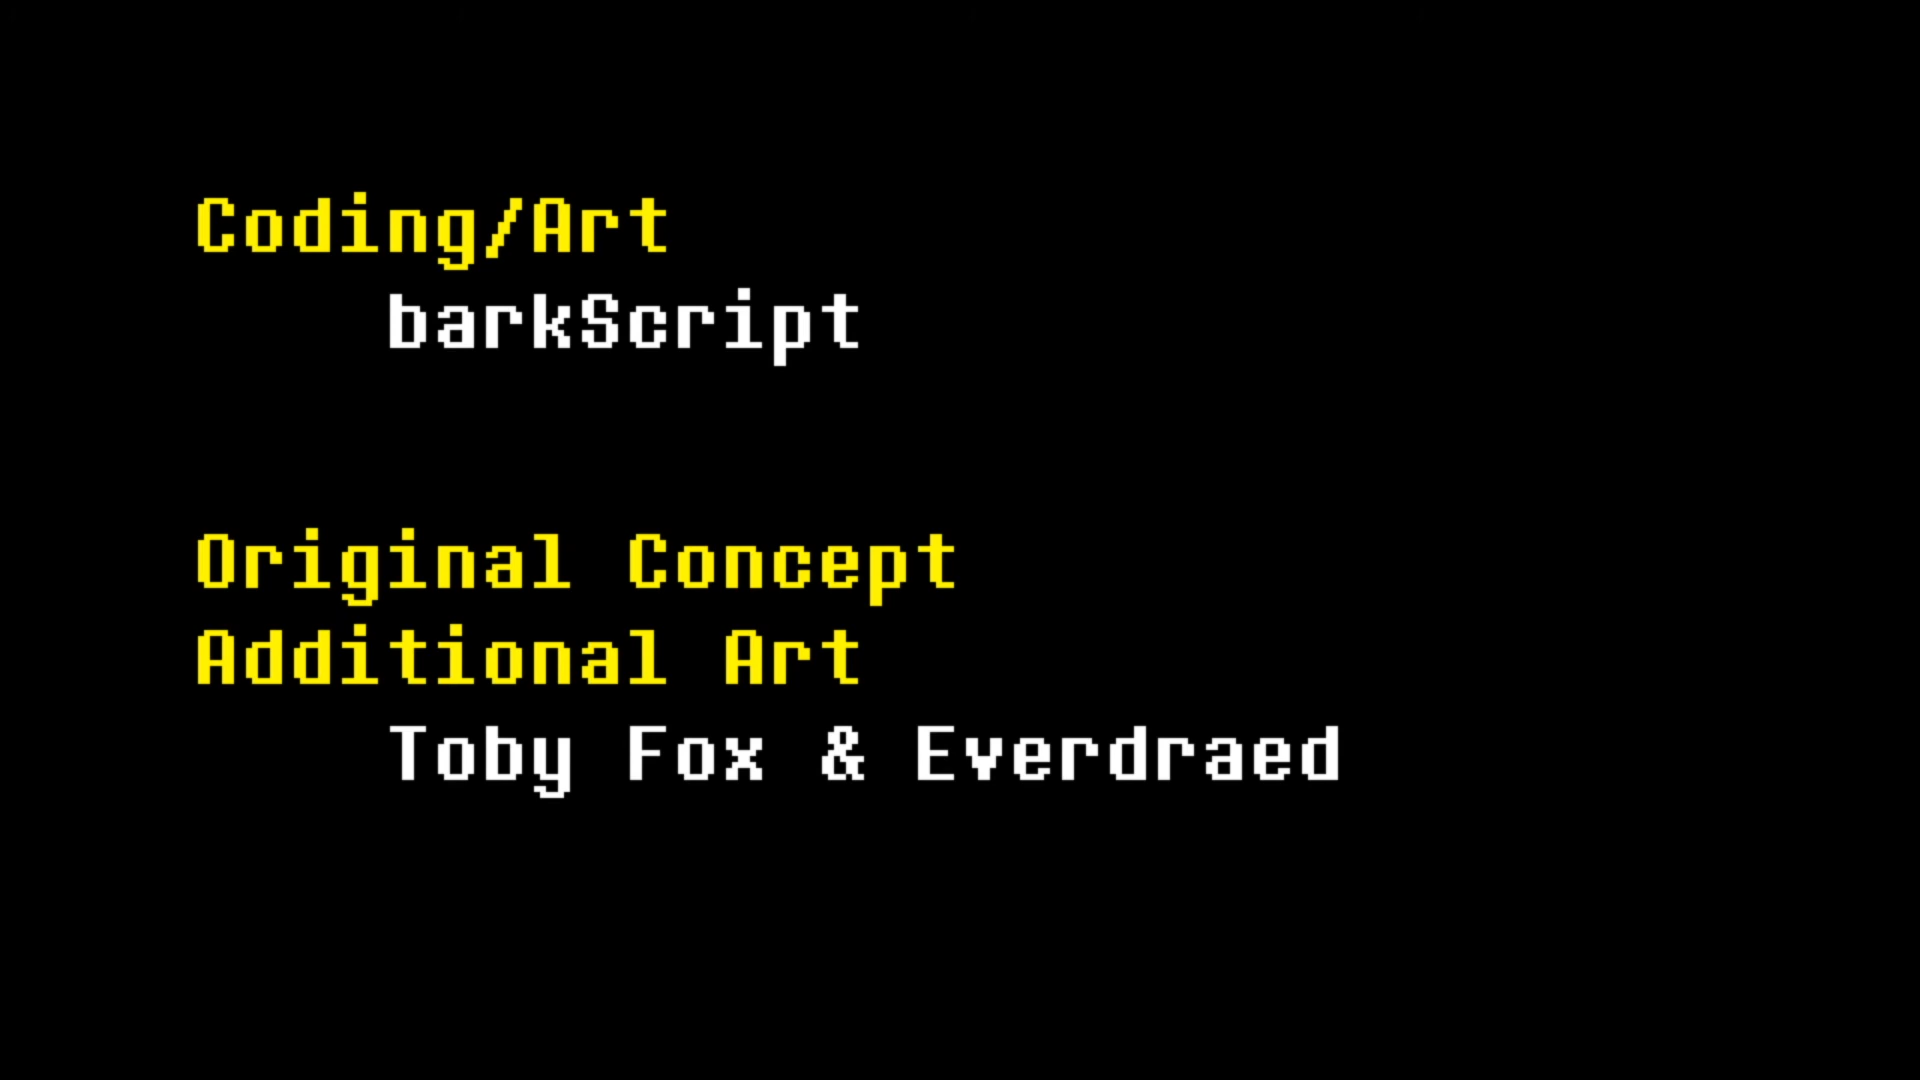 Coding/Art
barkScript
Original Concept
Additional Art
Toby Fox & Everdraed